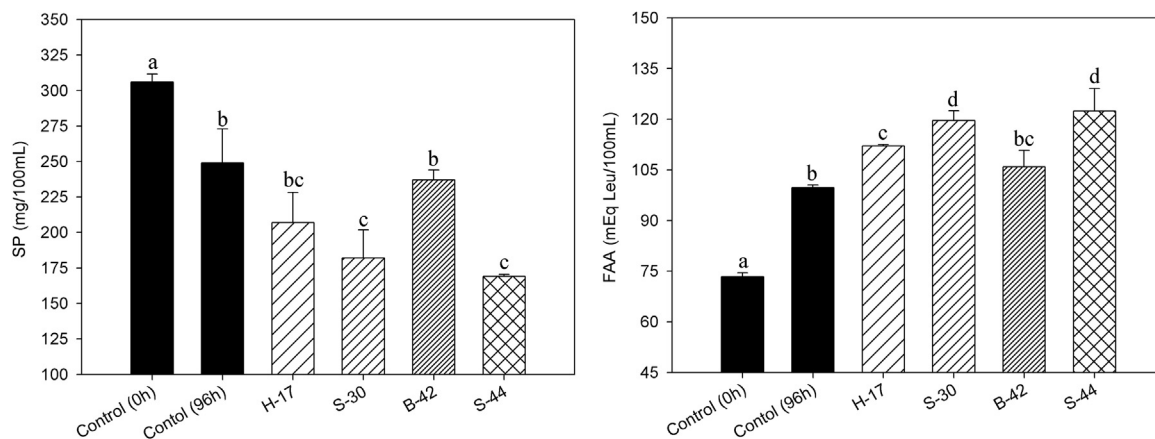 SP (mg/100mL)
350
325
300
275
250
225
200
175
150
125
100
a
b
bc
c
b
c
Control (0h)
Contol (96h)
H-17
S-30
B-42
S-44
FAA (mEq Leu/100mL)
150
135
120
105
90
75
60
45
a
b
c
d
bc
d
Control (0h)
Contol (96h)
H-17
S-30
B-42
S-44